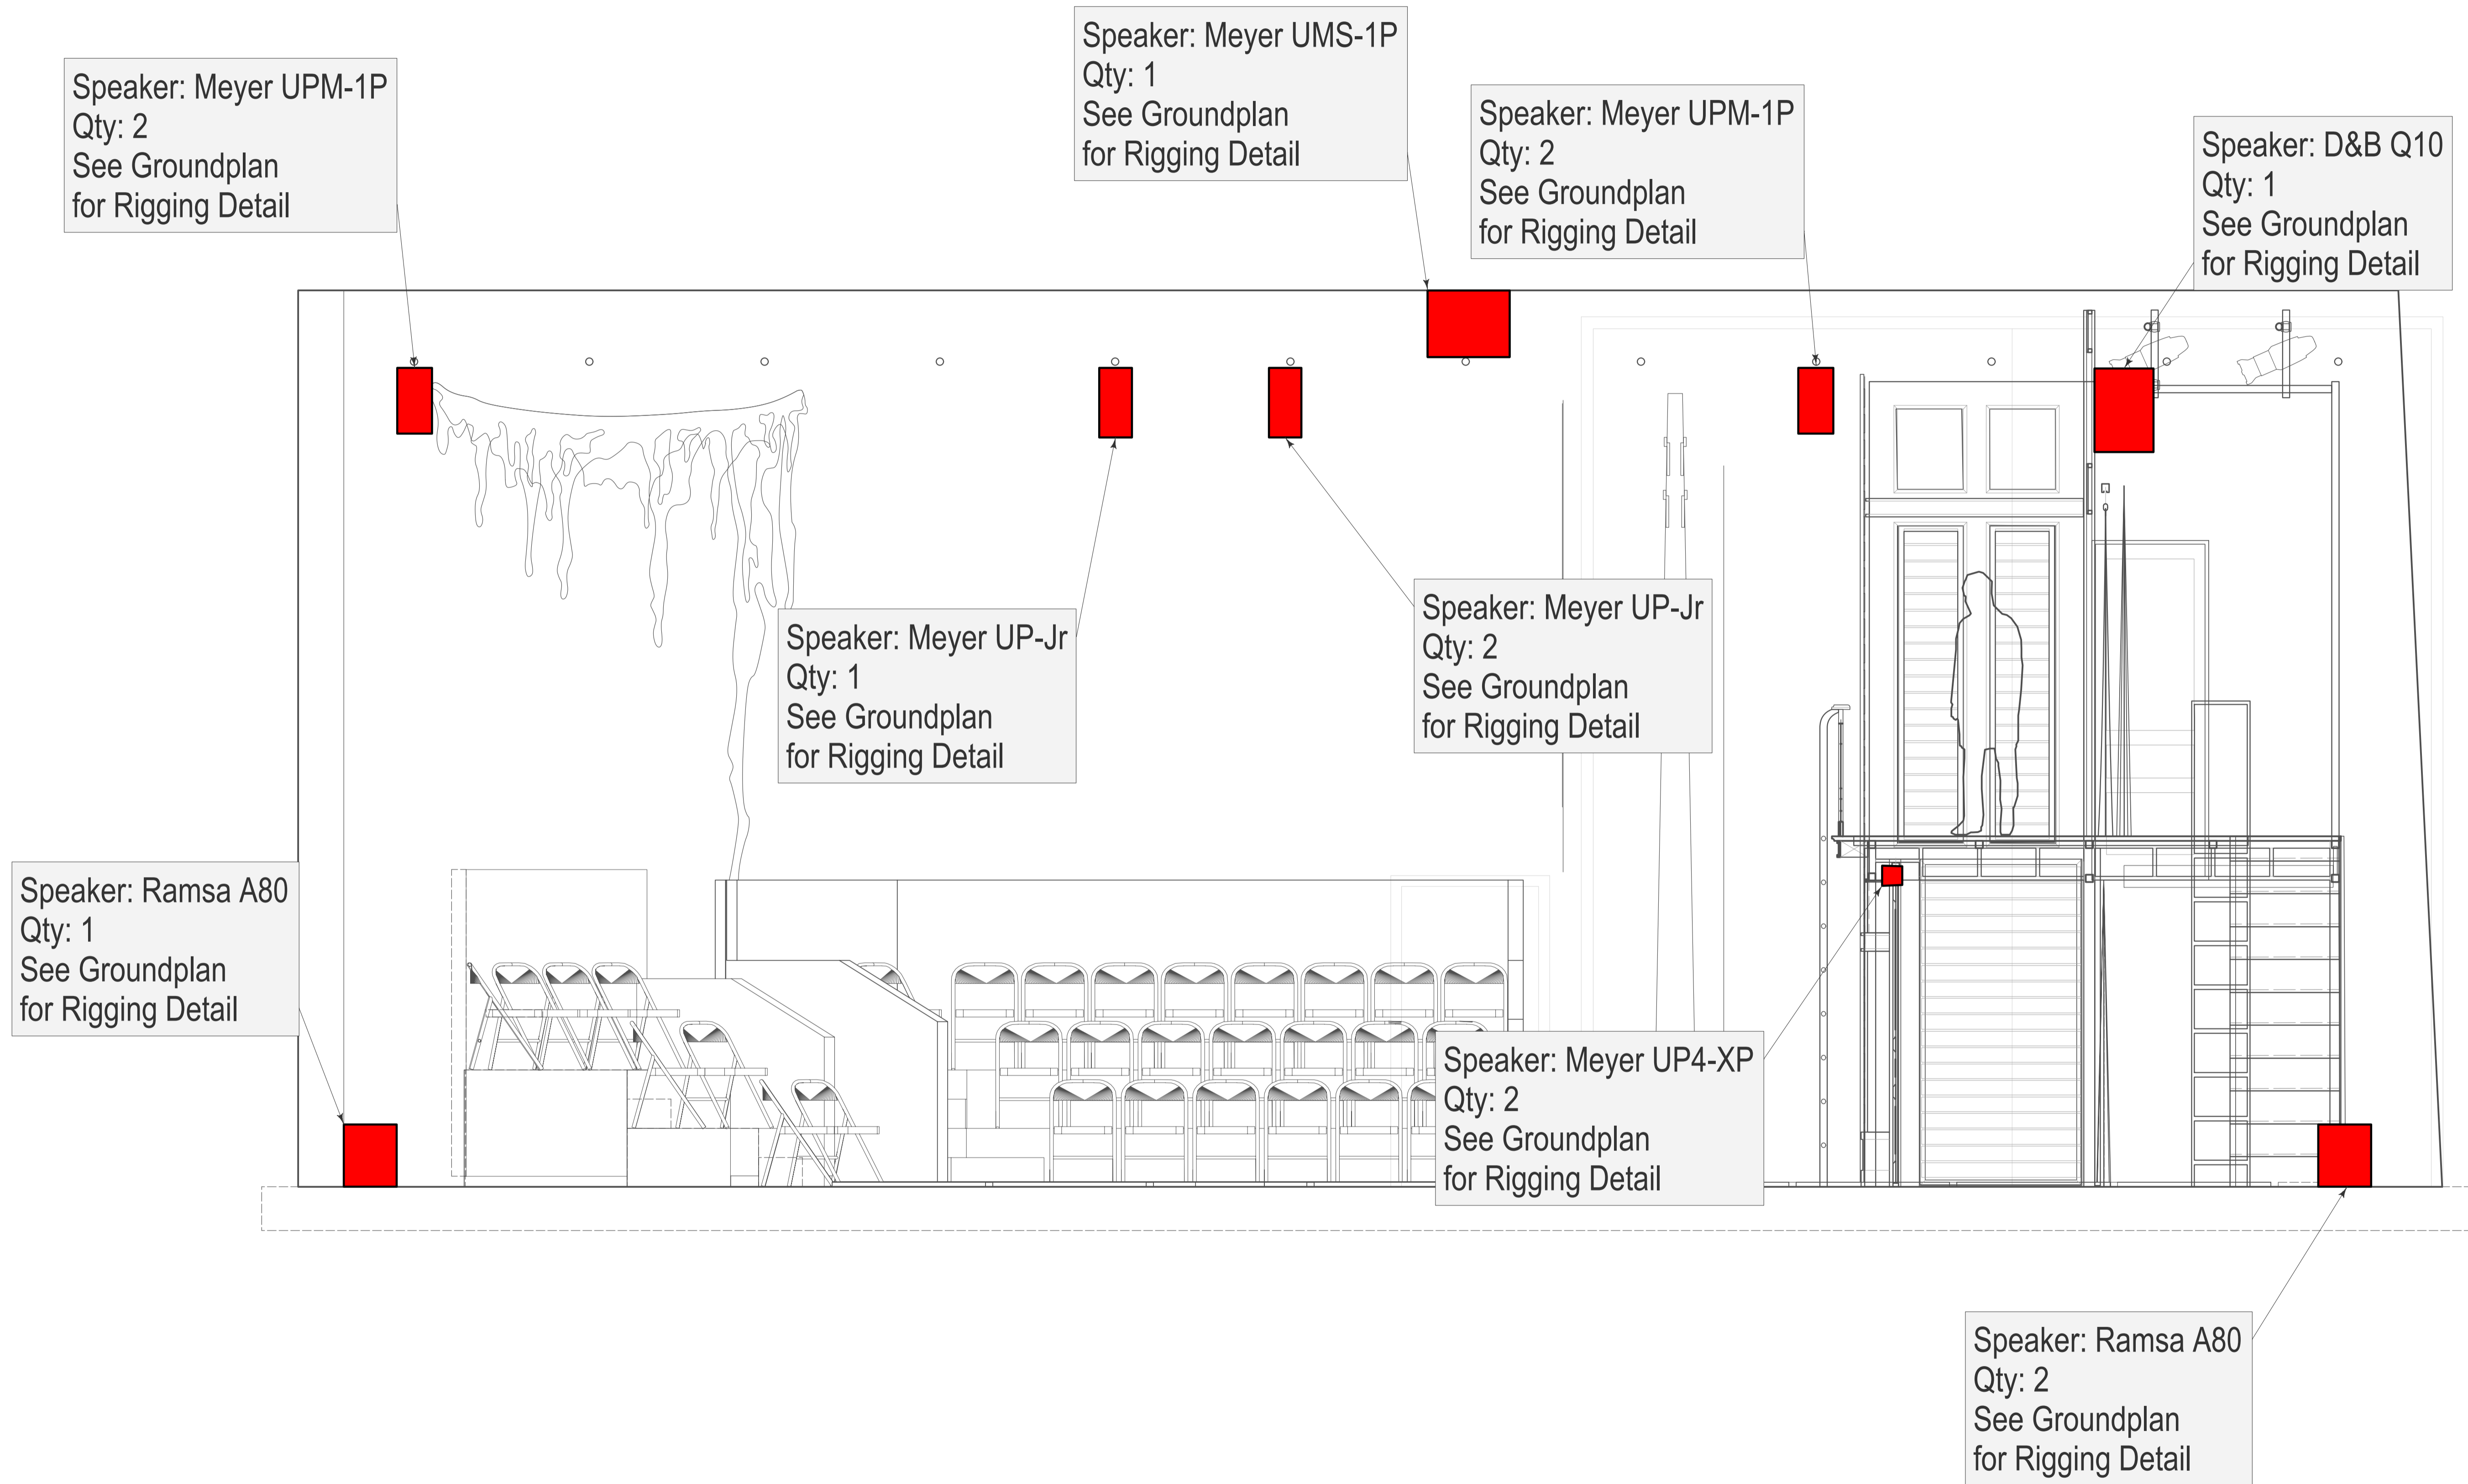 Speaker: Meyer UPM-1P
Qty: 2
See Groundplan
for Rigging Detail
Speaker: Meyer UMS-1P
Qty: 1
See Groundplan
for Rigging Detail
Speaker: Meyer UPM-1P
Qty: 2
See Groundplan
for Rigging Detail
Speaker: D&B Q10
Qty: 1
See Groundplan
for Rigging Detail
Speaker: Meyer UP-Jr
Qty: 1
See Groundplan
for Rigging Detail
Speaker: Meyer UP-Jr
Qty: 2
See Groundplan
for Rigging Detail
Speaker: Ramsa A80
Qty: 1
See Groundplan
for Rigging Detail
Speaker: Meyer UP4-XP
Qty: 2
See Groundplan
for Rigging Detail
Speaker: Ramsa A80
Qty: 2
See Groundplan
for Rigging Detail